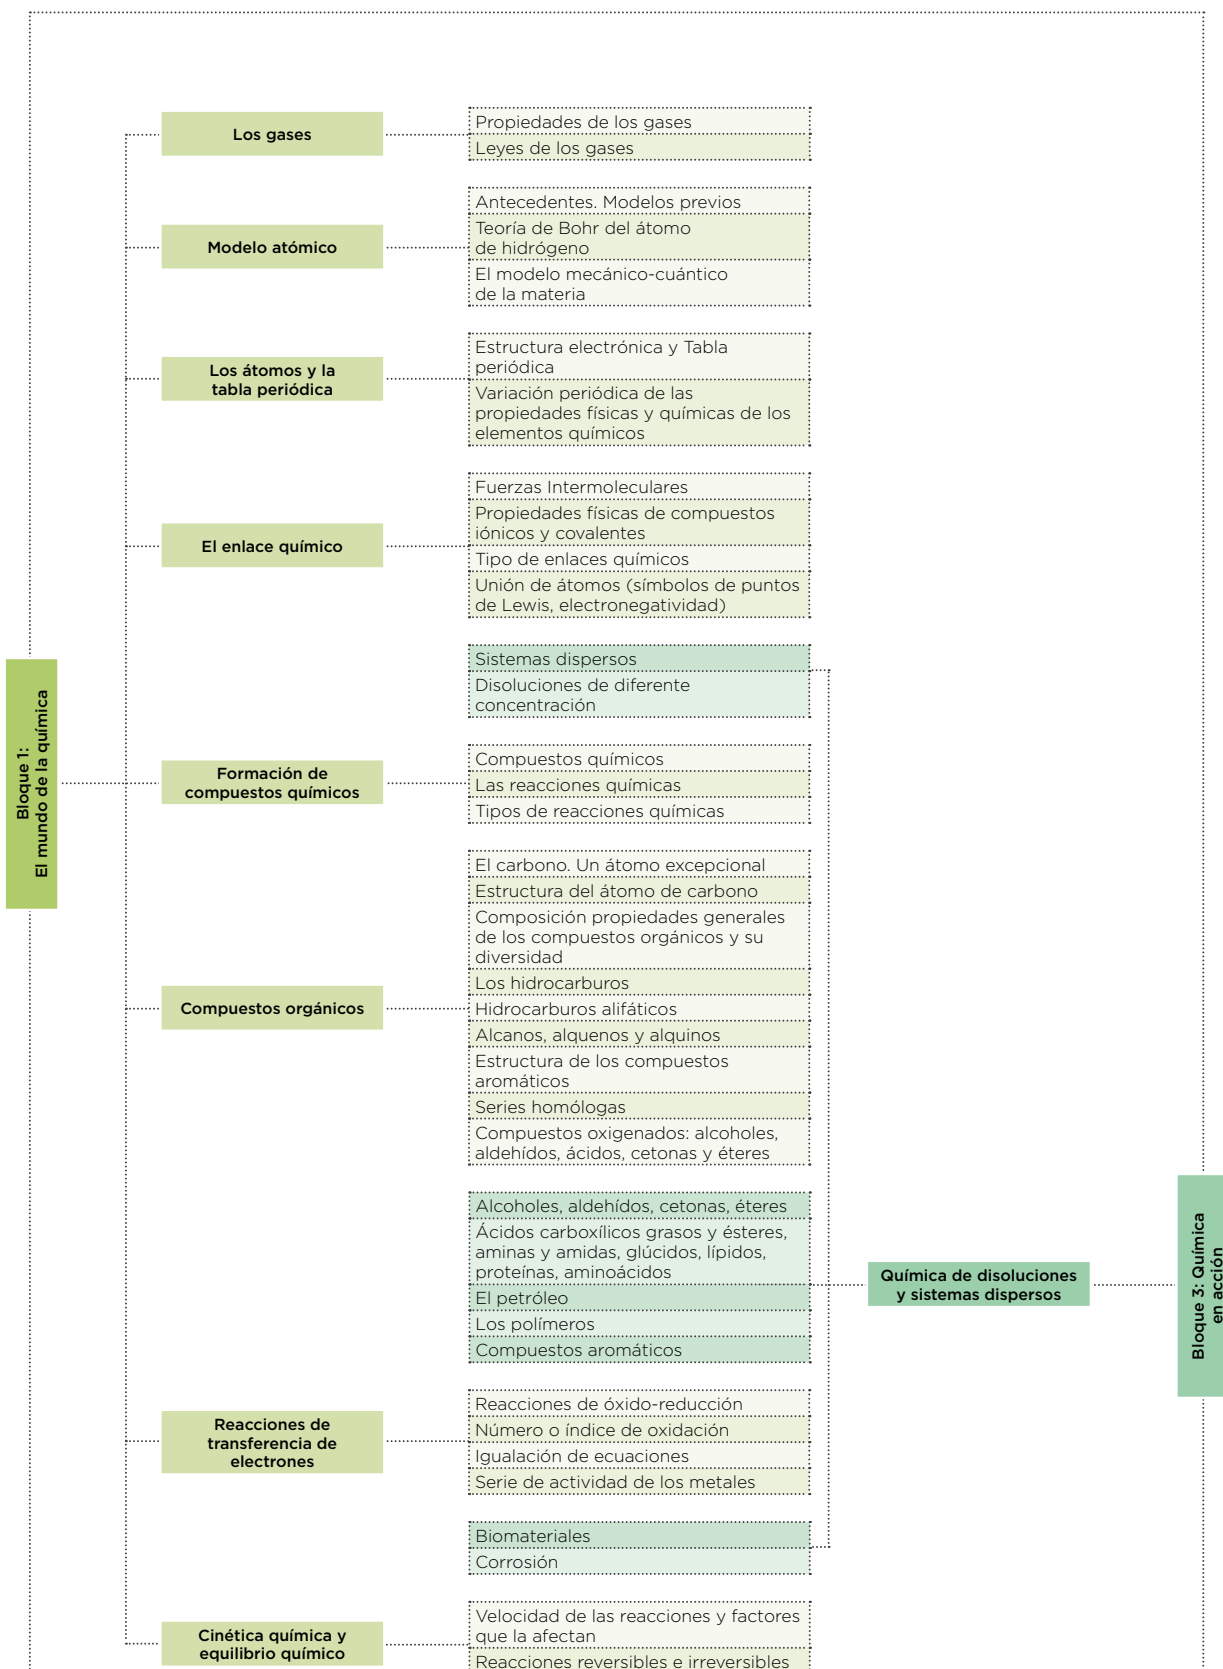 Los gases
Propiedades de los gases
Leyes de los gases
Modelo atómico
Antecedentes. Modelos previos
Teoría de Bohr del átomo
de hidrógeno
El modelo mecánico-cuántico
de la materia
Los átomos y la
tabla periódica
Estructura electrónica y Tabla
periódica
Variación periódica de las
propiedades físicas y químicas de los
elementos químicos
El enlace químico
Fuerzas Intermoleculares
Propiedades físicas de compuestos
iónicos y covalentes
Tipo de enlaces químicos
Unión de átomos (símbolos de puntos
de Lewis, electronegatividad)
Sistemas dispersos
Disoluciones de diferente
concentración
Bloque 1:
El mundo de la química
Formación de
compuestos químicos
Compuestos químicos
Las reacciones químicas
Tipos de reacciones químicas
Compuestos orgánicos
El carbono. Un átomo excepcional
Estructura del átomo de carbono
Composición propiedades generales
de los compuestos orgánicos y su
diversidad
Los hidrocarburos
Hidrocarburos alifáticos
Alcanos, alquenos y alquinos
Estructura de los compuestos
aromáticos
Series homólogas
Compuestos oxigenados: alcoholes,
aldehídos, ácidos, cetonas y éteres
Alcoholes, aldehídos, cetonas, éteres
Ácidos carboxílicos grasos y ésteres,
aminas y amidas, glúcidos, lípidos,
proteínas, aminoácidos
El petróleo
Los polímeros
Compuestos aromáticos
Química de disoluciones
y sistemas dispersos
Bloque 3: Química
en acción
Reacciones de
transferencia de
electrones
Reacciones de óxido-reducción
Número o índice de oxidación
Igualación de ecuaciones
Serie de actividad de los metales
Biomateriales
Corrosión
Cinética química y
equilibrio químico
Velocidad de las reacciones y factores
que la afectan
Reacciones reversibles e irreversibles